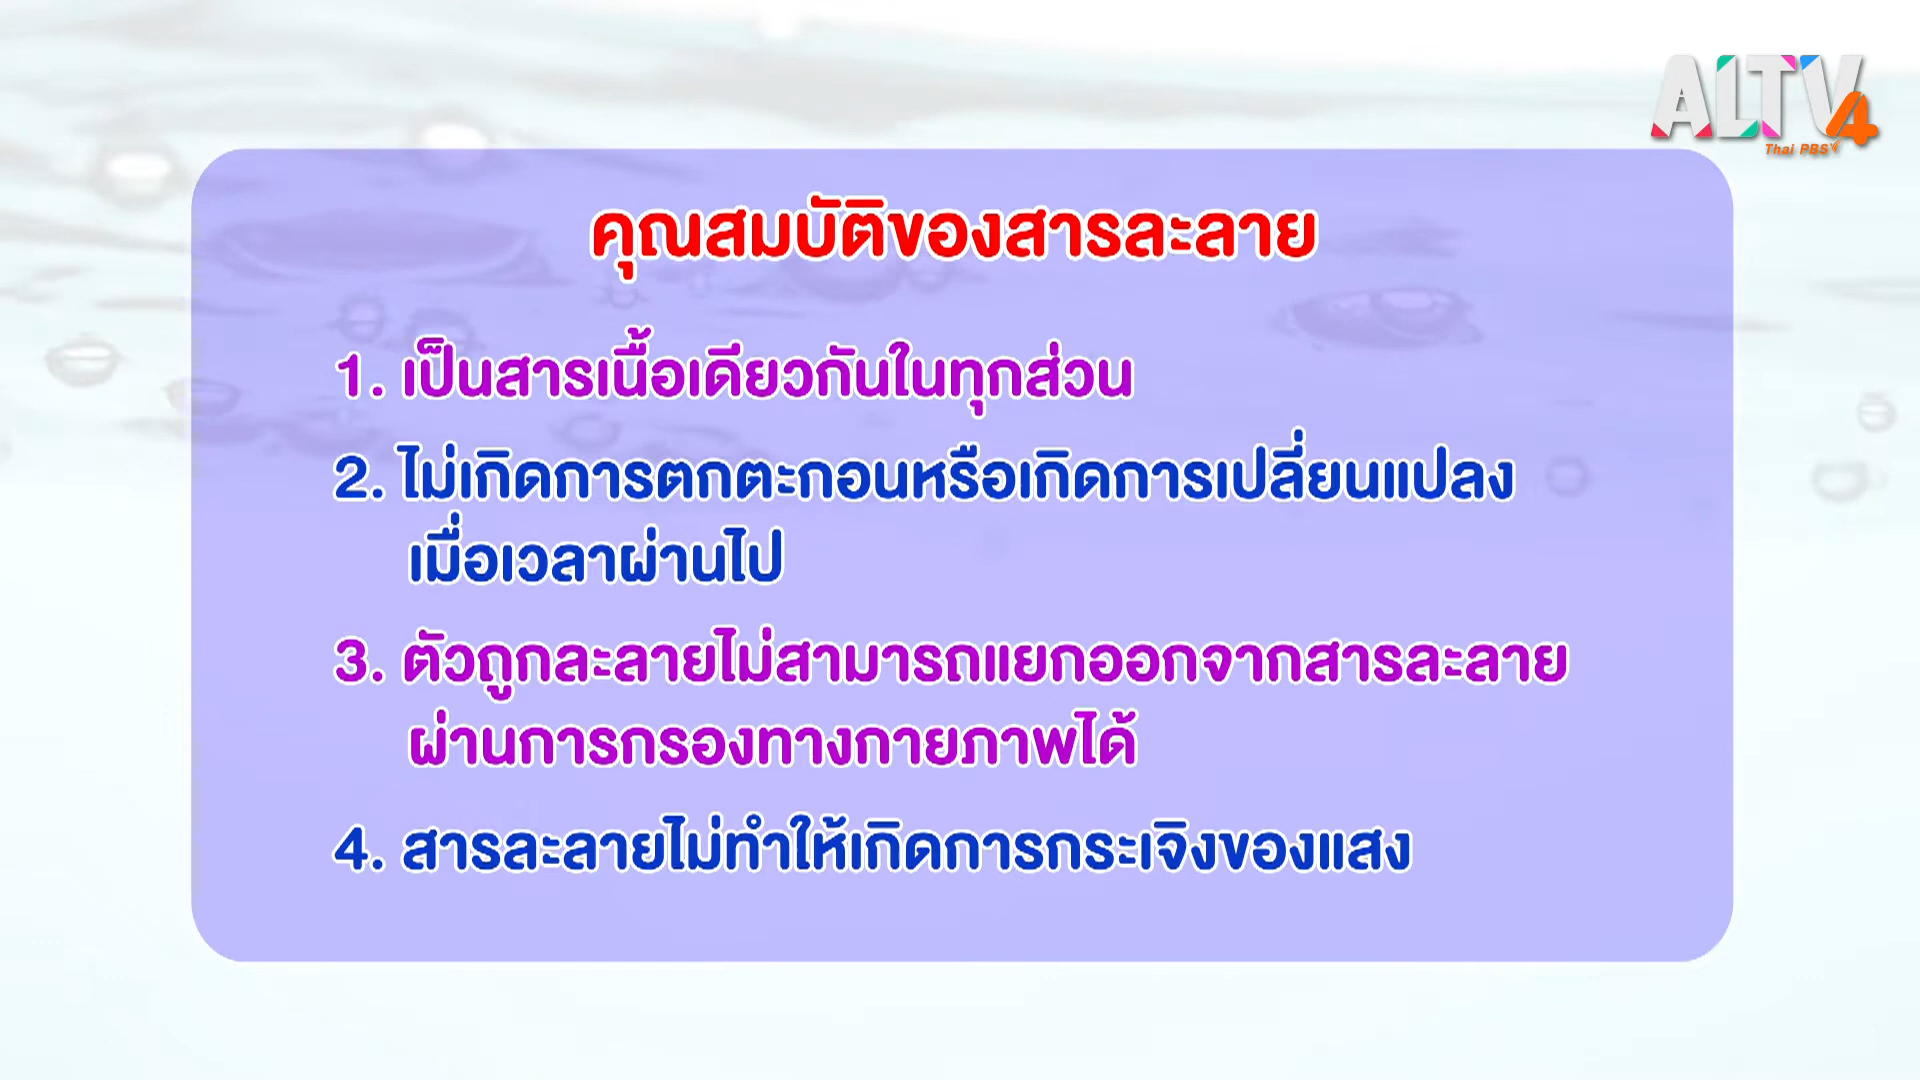 ALTV4
Thai PBS
คุณสมบัติของสารละลาย
1. เป็นสารเนื้อเดียวกันในทุกส่วน
2. ไม่เกิดการตกตะกอนหรือเกิดการเปลี่ยนแปลง
เมื่อเวลาผ่านไป
3. ตัวถูกละลายไม่สามารถแยกออกจากสารละลาย
ผ่านการกรองทางกายภาพได้
4. สารละลายไม่ทำให้เกิดการกระเจิงของแสง